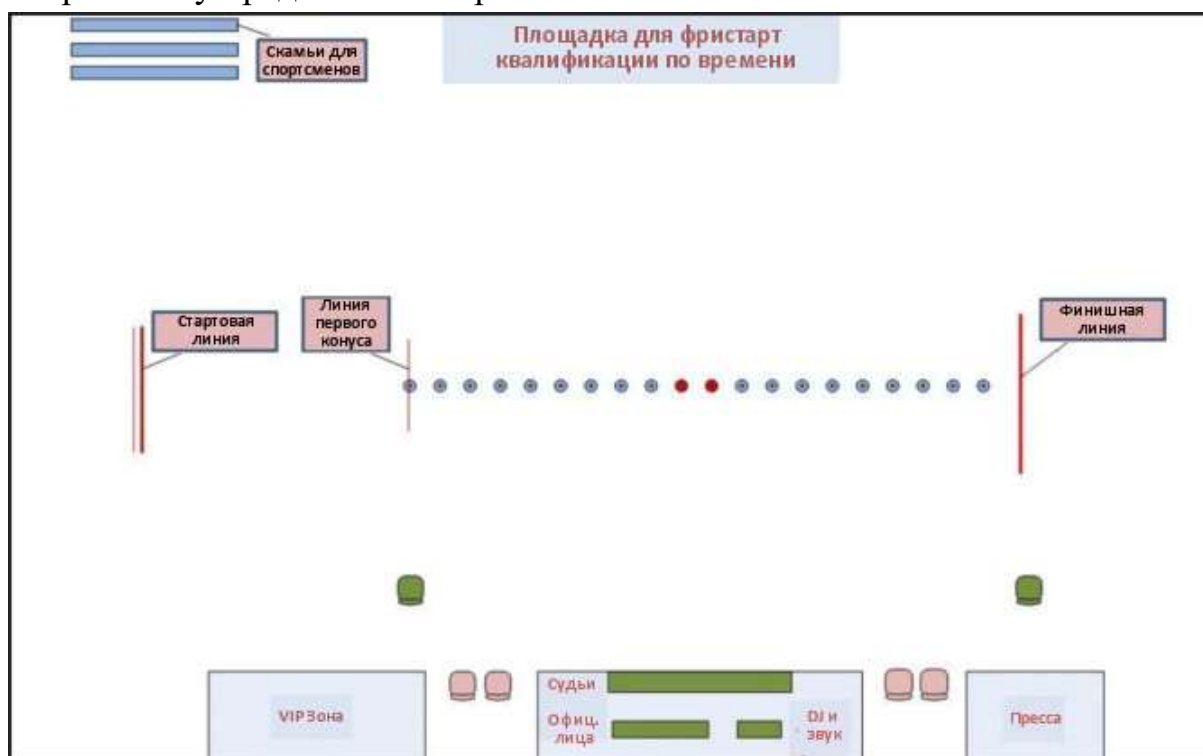 Площадка для фристарт
квалификации по времени
Скамьи для
спортсменов
Стартовая
линия
Линия
первого
конуса
Финишная
линия
VIP Зона
Судьи
Офиц.
лица
DJ и
звук
Пресса